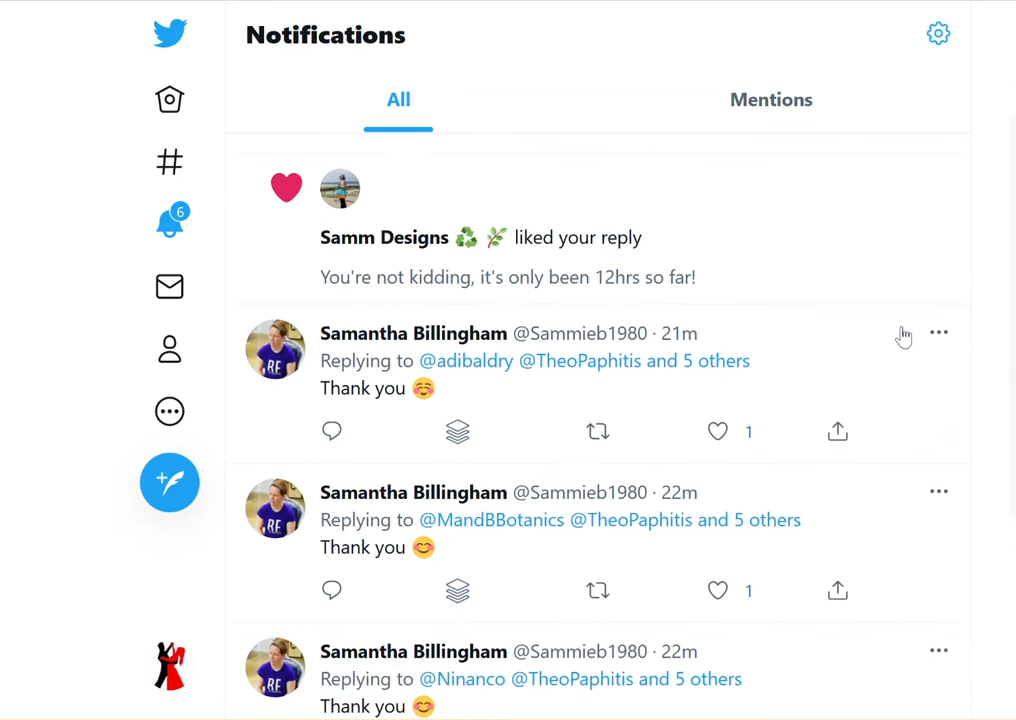 Notifications
All
Mentions
6
Samm Designs ♻️ 🌿 liked your reply
You're not kidding, it's only been 12hrs so far!
Samantha Billingham @Sammieb1980 · 21m
Replying to @adibaldry @TheoPaphitis and 5 others
Thank you ☺️
1
Samantha Billingham @Sammieb1980 · 22m
Replying to @MandBBotanics @TheoPaphitis and 5 others
Thank you 😊
1
Samantha Billingham @Sammieb1980 · 22m
Replying to @Ninanco @TheoPaphitis and 5 others
Thank you 😊